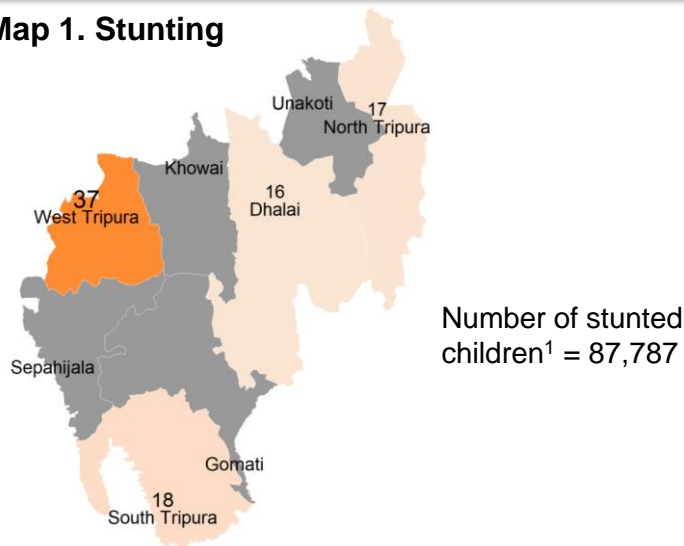 Map 1. Stunting
Unakoti
17
North Tripura
Khowai
16
Dhalai
37
West Tripura
Number of stunted
children¹ = 87,787
Sepahijala
Gomati
18
South Tripura